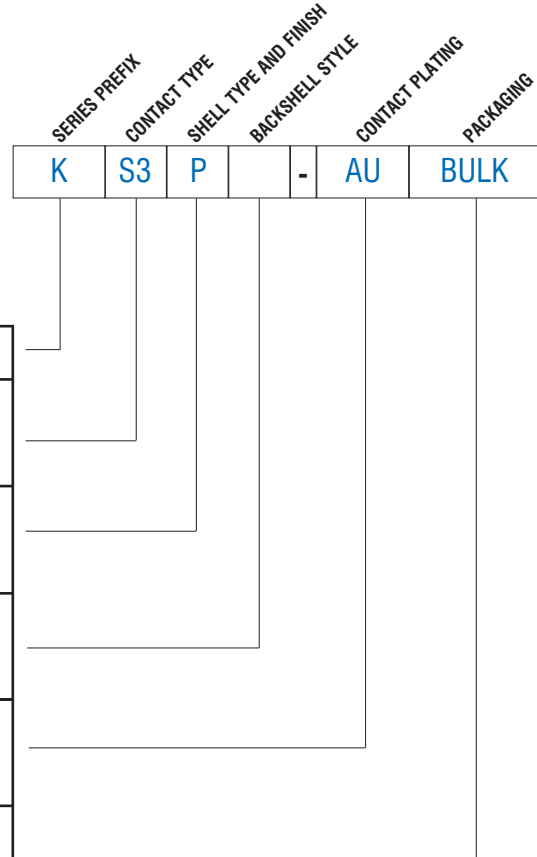 SERIES PREFIX
CONTACT TYPE
SHELL TYPE AND FINISH
BACKSHELL STYLE
CONTACT PLATING
PACKAGING
K S3 P - AU BULK